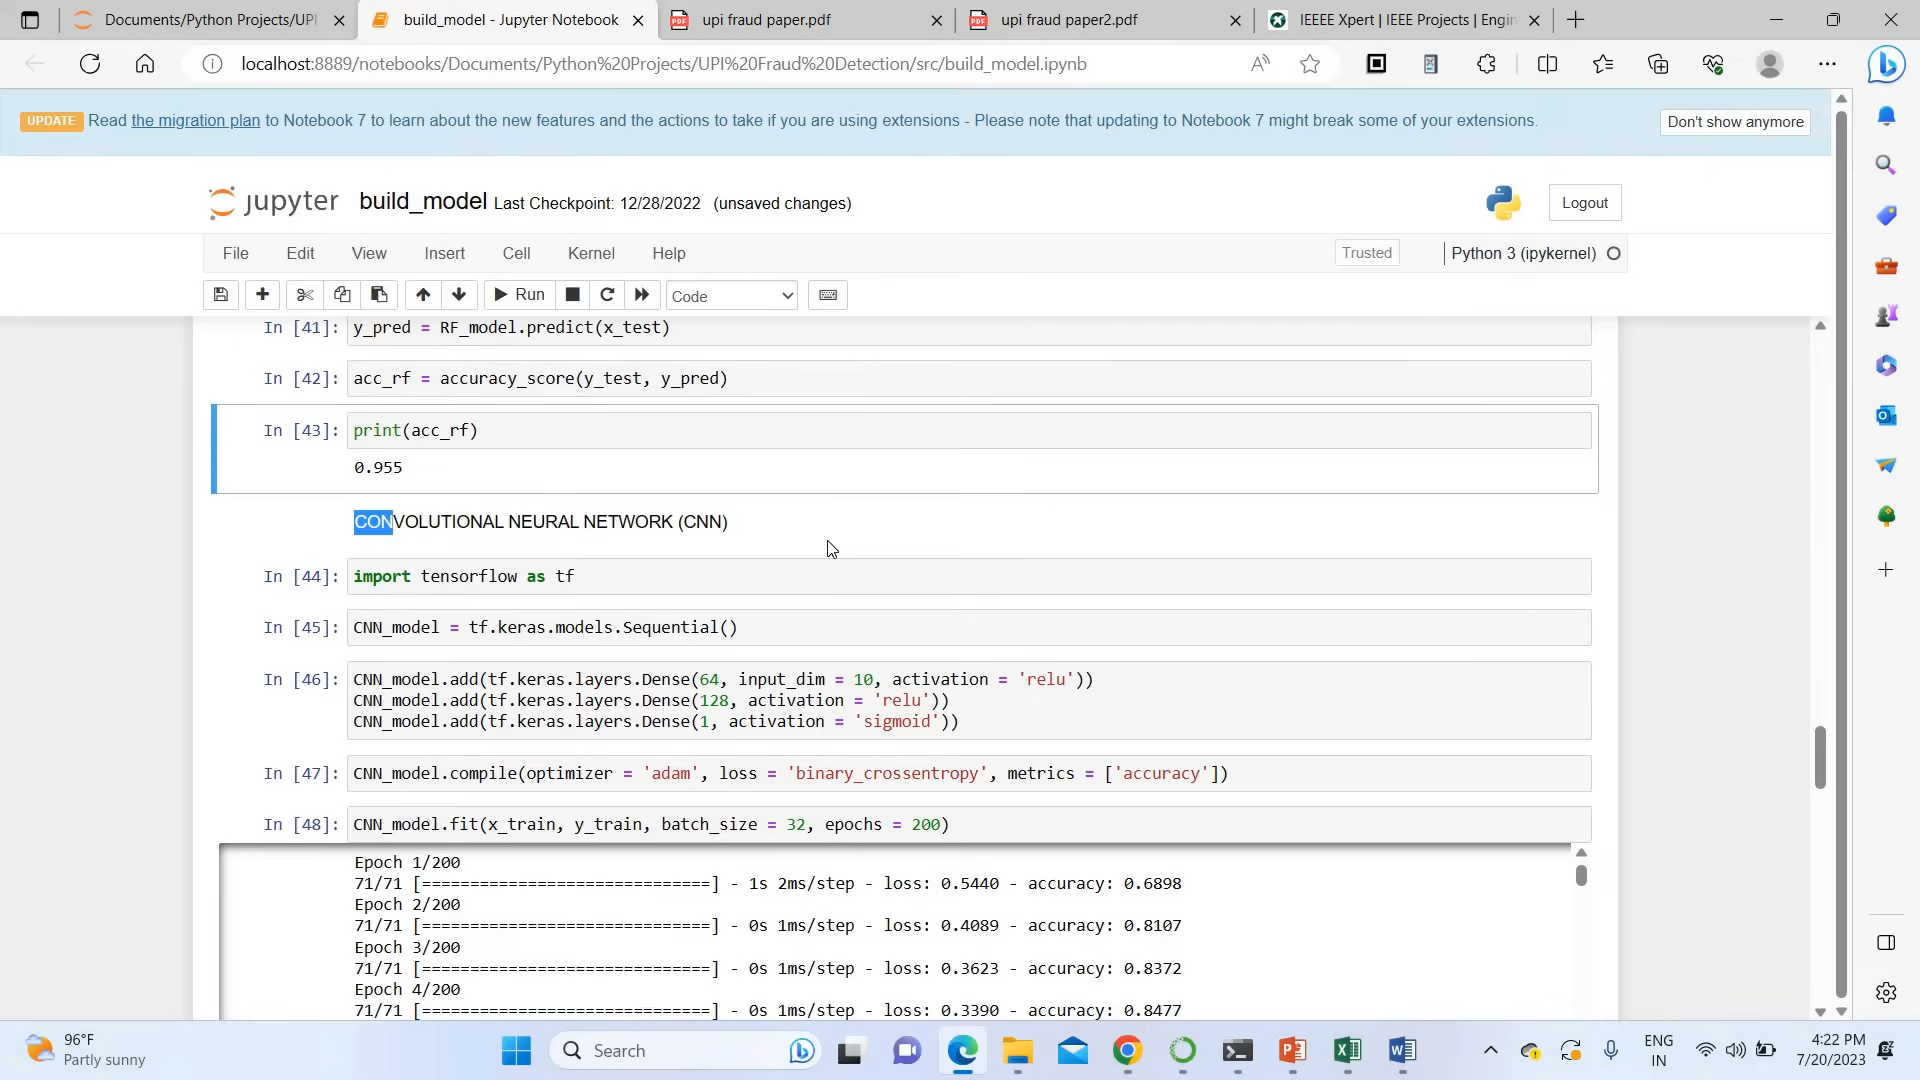 Documents/Python Projects/UPI
build_model - Jupyter Notebook
upi fraud paper.pdf
upi fraud paper2.pdf
IEEEE Xpert | IEEE Projects | Engin
localhost:8889/notebooks/Documents/Python%20Projects/UPI%20Fraud%20Detection/src/build_model.ipynb
UPDATE Read the migration plan to Notebook 7 to learn about the new features and the actions to take if you are using extensions - Please note that updating to Notebook 7 might break some of your extensions.
Don't show anymore
jupyter build_model Last Checkpoint: 12/28/2022 (unsaved changes)
Logout
File Edit View Insert Cell Kernel Help
Trusted
Python 3 (ipykernel)
Run
Code
In [41]: y_pred = RF_model.predict(x_test)
In [42]: acc_rf = accuracy_score(y_test, y_pred)
In [43]: print(acc_rf)
0.955
CONVOLUTIONAL NEURAL NETWORK (CNN)
In [44]: import tensorflow as tf
In [45]: CNN_model = tf.keras.models.Sequential()
In [46]: CNN_model.add(tf.keras.layers.Dense(64, input_dim = 10, activation = 'relu'))
CNN_model.add(tf.keras.layers.Dense(128, activation = 'relu'))
CNN_model.add(tf.keras.layers.Dense(1, activation = 'sigmoid'))
In [47]: CNN_model.compile(optimizer = 'adam', loss = 'binary_crossentropy', metrics = ['accuracy'])
In [48]: CNN_model.fit(x_train, y_train, batch_size = 32, epochs = 200)
Epoch 1/200
71/71 [==============================] - 1s 2ms/step - loss: 0.5440 - accuracy: 0.6898
Epoch 2/200
71/71 [==============================] - 0s 1ms/step - loss: 0.4089 - accuracy: 0.8107
Epoch 3/200
71/71 [==============================] - 0s 1ms/step - loss: 0.3623 - accuracy: 0.8372
Epoch 4/200
71/71 [==============================] - 0s 1ms/step - loss: 0.3390 - accuracy: 0.8477
96°F
Partly sunny
Search
ENG
IN
4:22 PM
7/20/2023